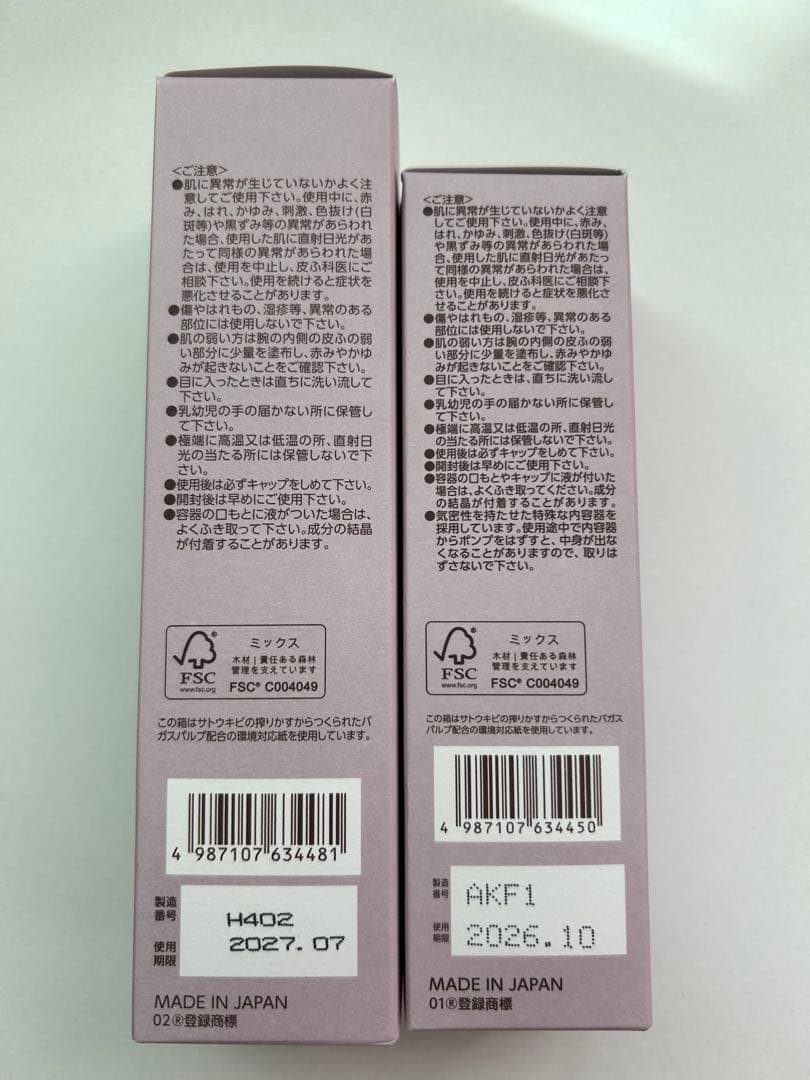 <ご注意>
●肌に異常が生じていないかよく注
意してご使用下さい。使用中に、赤
み、はれ、かゆみ、刺激、色抜け(白
斑等)や黒ずみ等の異常があらわれ
た場合、使用した肌に直射日光があ
たって同様の異常があらわれた場
合は、使用を中止し、皮ふ科医にご
相談下さい。使用を続けると症状を
悪化させることがあります。
●傷やはれもの、湿疹等、異常のある
部位には使用しないで下さい。
●肌の弱い方は腕の内側の皮ふの弱
い部分に少量を塗布し、赤みやかゆ
みが起きないことをご確認下さい。
●目に入ったときは直ちに洗い流して
下さい。
●乳幼児の手の届かない所に保管し
て下さい。
●極端に高温又は低温の所、直射日
光の当たる所には保管しないで下
さい。
●使用後は必ずキャップをしめて下さい。
●開封後は早めにご使用下さい。
●容器の口もとに液がついた場合は、
よくふき取って下さい。成分の結晶
が付着することがあります。
FSC
www.fsc.org
ミックス
木材|責任ある森林
管理を支えています
FSC® C004049
この箱はサトウキビの搾りかすからつくられたバ
ガスパルプ配合の環境対応紙を使用しています。
4 987107 634481
製造
番号
H402
使用
期限
2027.07
MADE IN JAPAN
02®登録商標
<ご注意>
●肌に異常が生じていないかよく注意
してご使用下さい。使用中に、赤み、
はれ、かゆみ、刺激、色抜け(白斑等)
や黒ずみ等の異常があらわれた場
合、使用した肌に直射日光があたっ
て同様の異常があらわれた場合は、
使用を中止し、皮ふ科医にご相談下
さい。使用を続けると症状を悪化さ
せることがあります。
●傷やはれもの、湿疹等、異常のある
部位には使用しないで下さい。
●肌の弱い方は腕の内側の皮ふの弱
い部分に少量を塗布し、赤みやかゆ
みが起きないことをご確認下さい。
●目に入ったときは、直ちに洗い流し
て下さい。
●乳幼児の手の届かない所に保管し
て下さい。
●極端に高温又は低温の所、直射日光
の当たる所には保管しないで下さい。
●使用後は必ずキャップをしめて下さい。
●開封後は早めにご使用下さい。
●容器の口もとやキャップに液が付いた
場合は、よくふき取ってください。成分
の結晶が付着することがあります。
●気密性を持たせた特殊な内容器を
採用しています。使用途中で内容器
からポンプをはずすと、中身が出な
くなることがありますので、取りは
ずさないで下さい。
FSC
www.fsc.org
ミックス
木材|責任ある森林
管理を支えています
FSC® C004049
この箱はサトウキビの搾りかすからつくられたバガス
パルプ配合の環境対応紙を使用しています。
4 987107 634450
製造
番号
AKF1
使用
期限
2026.10
MADE IN JAPAN
01®登録商標